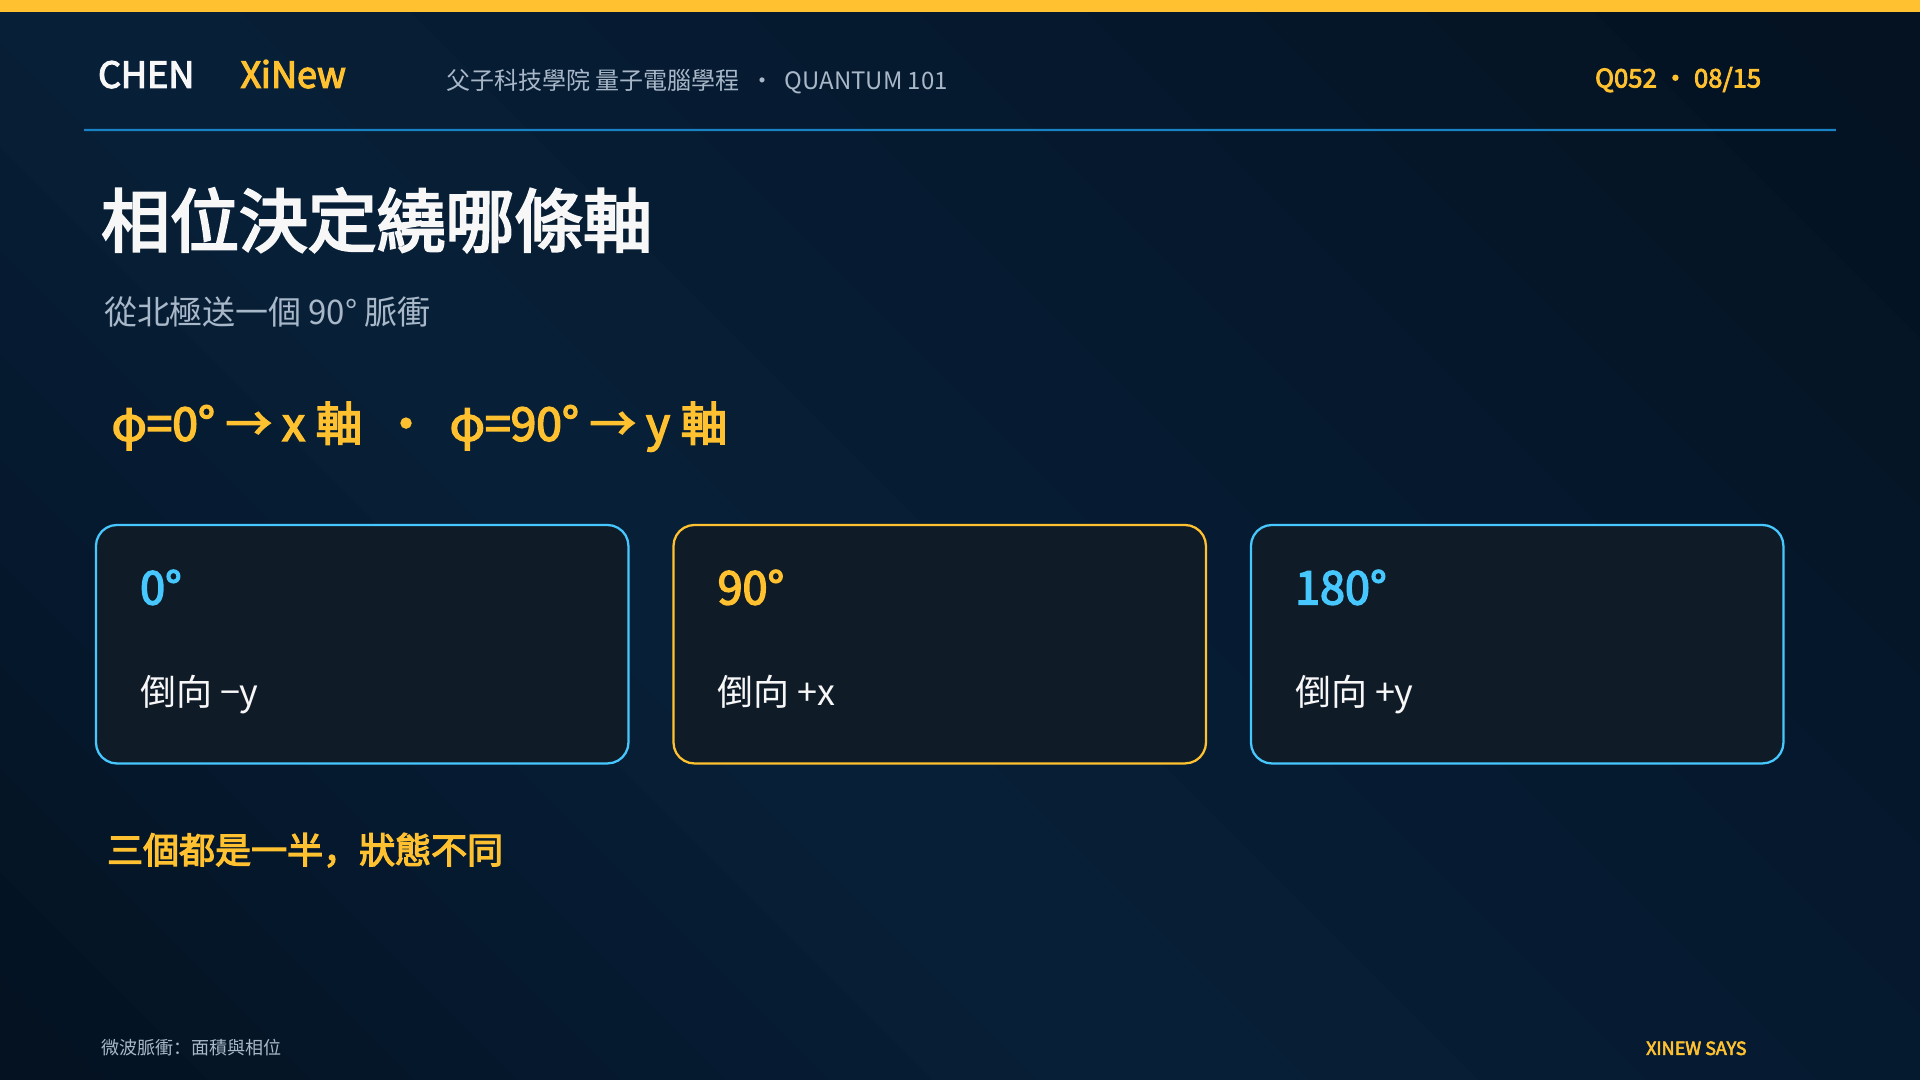 CHEN XiNew 父子科技學院 量子電腦學程 • QUANTUM 101 Q052 • 08/15
相位決定繞哪條軸
從北極送一個 90° 脈衝
φ=0° → x 軸 • φ=90° → y 軸
0° 90° 180°
倒向 −y 倒向 +x 倒向 +y
三個都是一半，狀態不同
微波脈衝：面積與相位 XINEW SAYS